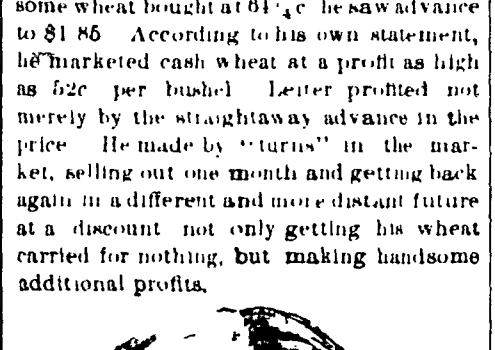 some wheat bought at c he saw advance
to $1 85 According to his own statement,
he marketed cash wheat at a profit as high
as 52c per bushel Leiter profited not
merely by the straightaway advance in the
price He made by "turns" in the mar-
ket, selling out one month and getting back
again in a different and more distant future
at a discount not only getting his wheat
carried for nothing, but making handsome
additional profits.